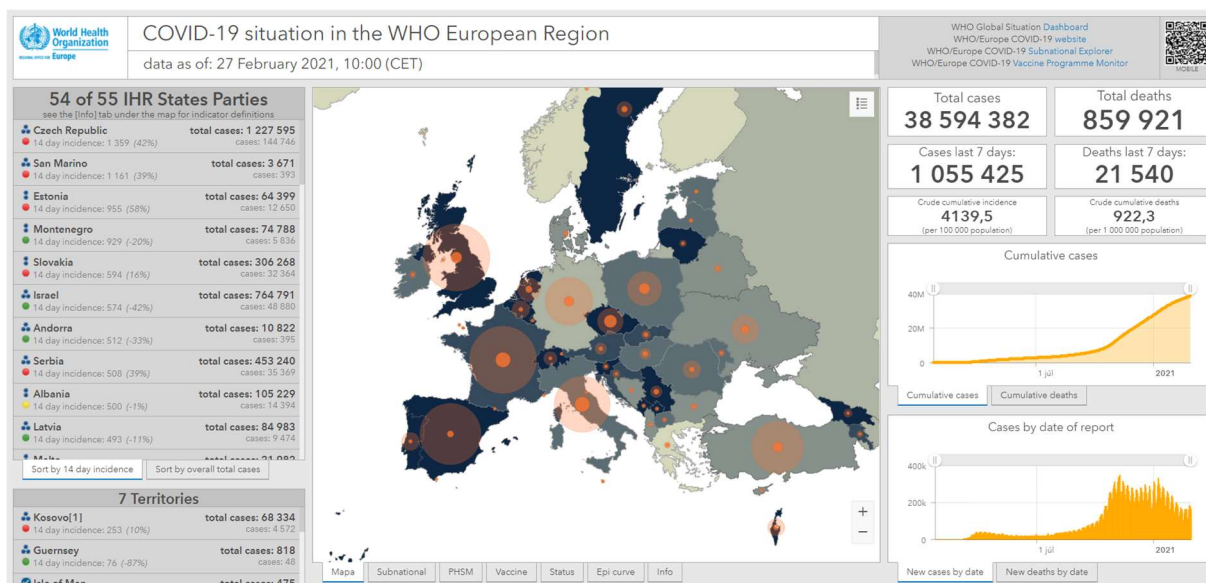 World Health
Organization
REGIONAL OFFICE FOR Europe
COVID-19 situation in the WHO European Region
data as of: 27 February 2021, 10:00 (CET)
WHO Global Situation Dashboard
WHO/Europe COVID-19 website
WHO/Europe COVID-19 Subnational Explorer
WHO/Europe COVID-19 Vaccine Programme Monitor
MOBILE
54 of 55 IHR States Parties
see the [Info] tab under the map for indicator definitions
Czech Republic total cases: 1 227 595
14 day incidence: 1 359 (42%) cases: 144 746
San Marino total cases: 3 671
14 day incidence: 1 161 (39%) cases: 393
Estonia total cases: 64 399
14 day incidence: 955 (58%) cases: 12 650
Montenegro total cases: 74 788
14 day incidence: 929 (-20%) cases: 5 836
Slovakia total cases: 306 268
14 day incidence: 594 (16%) cases: 32 364
Israel total cases: 764 791
14 day incidence: 574 (-42%) cases: 48 880
Andorra total cases: 10 822
14 day incidence: 512 (-33%) cases: 395
Serbia total cases: 453 240
14 day incidence: 508 (39%) cases: 35 369
Albania total cases: 105 229
14 day incidence: 500 (-1%) cases: 14 394
Latvia total cases: 84 983
14 day incidence: 493 (-11%) cases: 9 474
Sort by 14 day incidence
Sort by overall total cases
7 Territories
Kosovo[1] total cases: 68 334
14 day incidence: 253 (10%) cases: 4 572
Guernsey total cases: 818
14 day incidence: 76 (-87%) cases: 48
Isle of Man total cases: 475
+
−
Mapa
Subnational
PHSM
Vaccine
Status
Epi curve
Info
Total cases
38 594 382
Total deaths
859 921
Cases last 7 days:
1 055 425
Deaths last 7 days:
21 540
Crude cumulative incidence
4139,5
(per 100 000 population)
Crude cumulative deaths
922,3
(per 1 000 000 population)
Cumulative cases
40M
20M
0
1 júl
2021
Cumulative cases
Cumulative deaths
Cases by date of report
400k
200k
0
1 júl
2021
New cases by date
New deaths by date